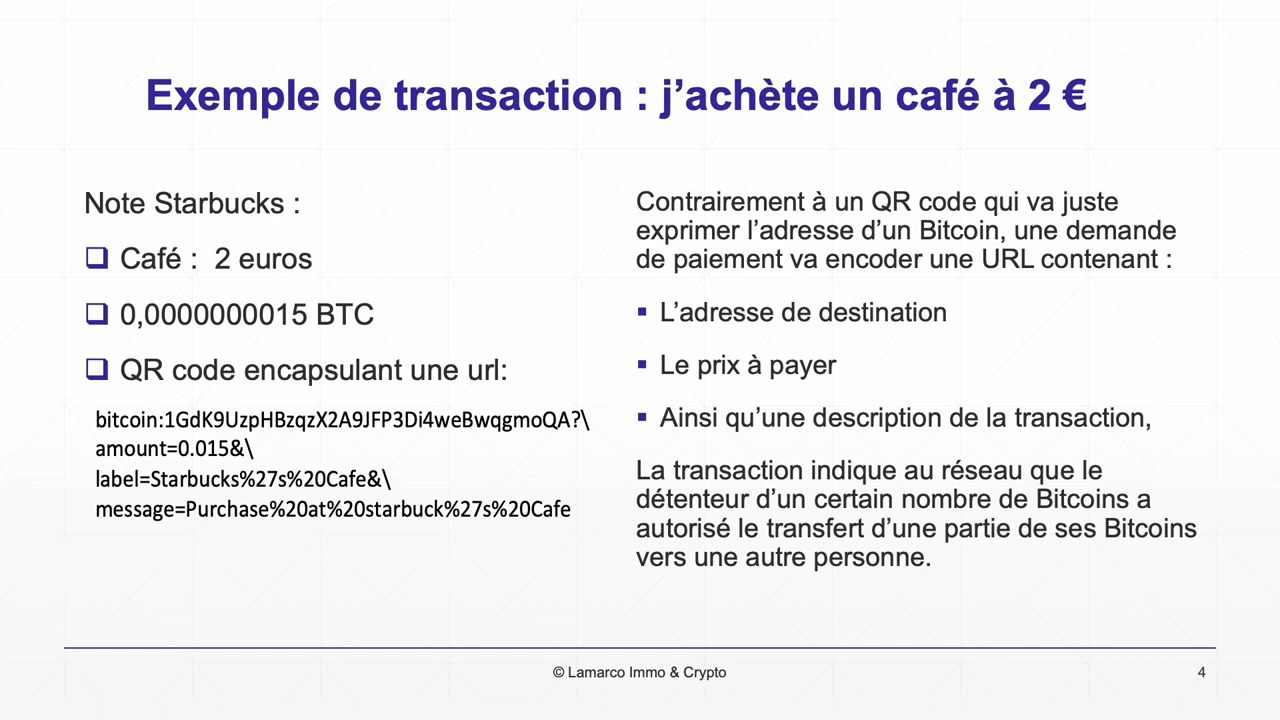 Exemple de transaction : j’achète un café à 2 €
Note Starbucks :
Café :  2 euros
0,0000000015 BTC
QR code encapsulant une url:
bitcoin:1GdK9UzpHBzqzX2A9JFP3Di4weBwqgmoQA?\
amount=0.015&\
label=Starbucks%27s%20Cafe&\
message=Purchase%20at%20starbuck%27s%20Cafe
Contrairement à un QR code qui va juste
exprimer l’adresse d’un Bitcoin, une demande
de paiement va encoder une URL contenant :
L’adresse de destination
Le prix à payer
Ainsi qu’une description de la transaction,
La transaction indique au réseau que le
détenteur d’un certain nombre de Bitcoins a
autorisé le transfert d’une partie de ses Bitcoins
vers une autre personne.
© Lamarco Immo & Crypto
4